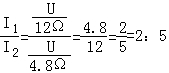 I₁/I₂ = (U/12Ω)/(U/4.8Ω) = 4.8/12 = 2/5 = 2：5